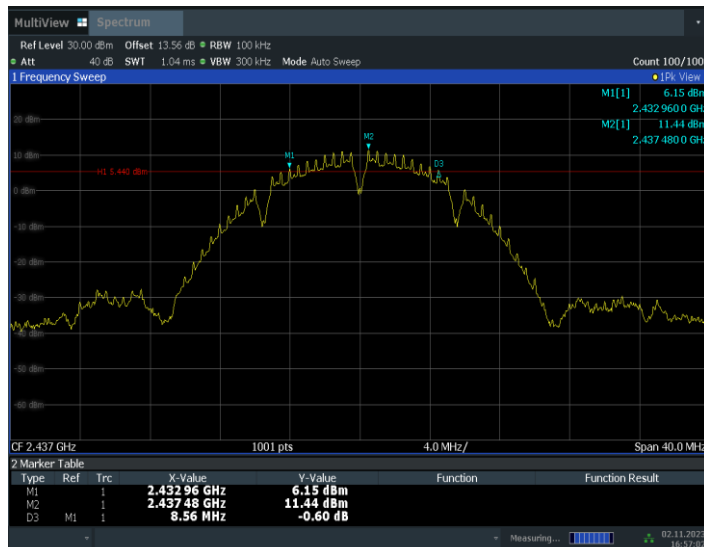 MultiView Spectrum
Ref Level 30.00 dBm Offset 13.56 dB RBW 100 kHz
Att 40 dB SWT 1.04 ms VBW 300 kHz Mode Auto Sweep Count 100/100
1 Frequency Sweep 1Pk View
M1[1] 6.15 dBm
2.432 960 0 GHz
M2[1] 11.44 dBm
2.437 480 0 GHz
20 dBm
M2
10 dBm
M1
D3
H1 5.440 dBm
0 dBm
-10 dBm
-20 dBm
-30 dBm
-40 dBm
-50 dBm
-60 dBm
CF 2.437 GHz 1001 pts 4.0 MHz/ Span 40.0 MHz
2 Marker Table
Type Ref Trc X-Value Y-Value Function Function Result
M1 1 2.432 96 GHz 6.15 dBm
M2 1 2.437 48 GHz 11.44 dBm
D3 M1 1 8.56 MHz -0.60 dB
Measuring... 02.11.2023
16:57:07